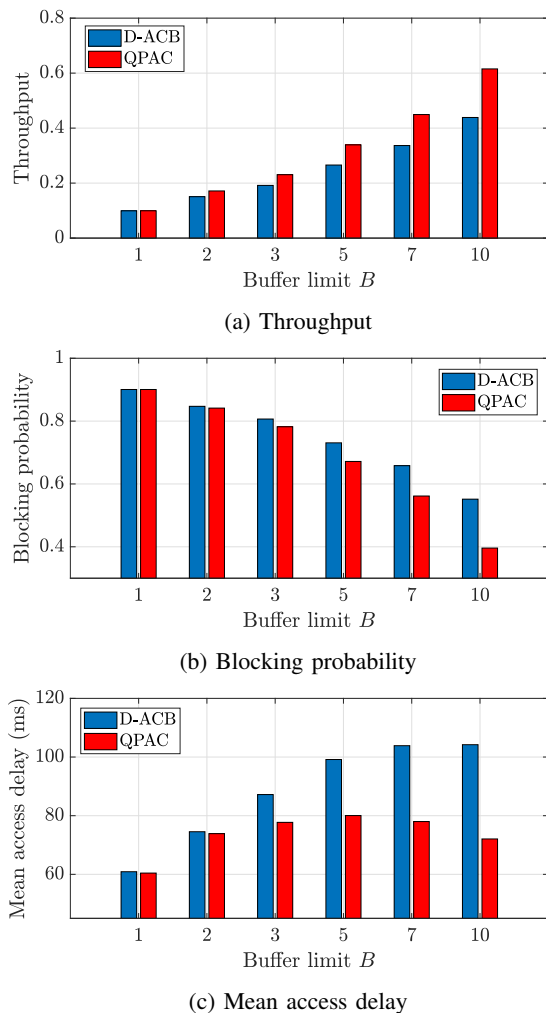 0.8
D-ACB
QPAC
0.6
0.4
0.2
0
Throughput
1 2 3 5 7 10
Buffer limit B
(a) Throughput
1
D-ACB
QPAC
0.8
0.6
0.4
Blocking probability
1 2 3 5 7 10
Buffer limit B
(b) Blocking probability
120
D-ACB
QPAC
100
80
60
Mean access delay (ms)
1 2 3 5 7 10
Buffer limit B
(c) Mean access delay